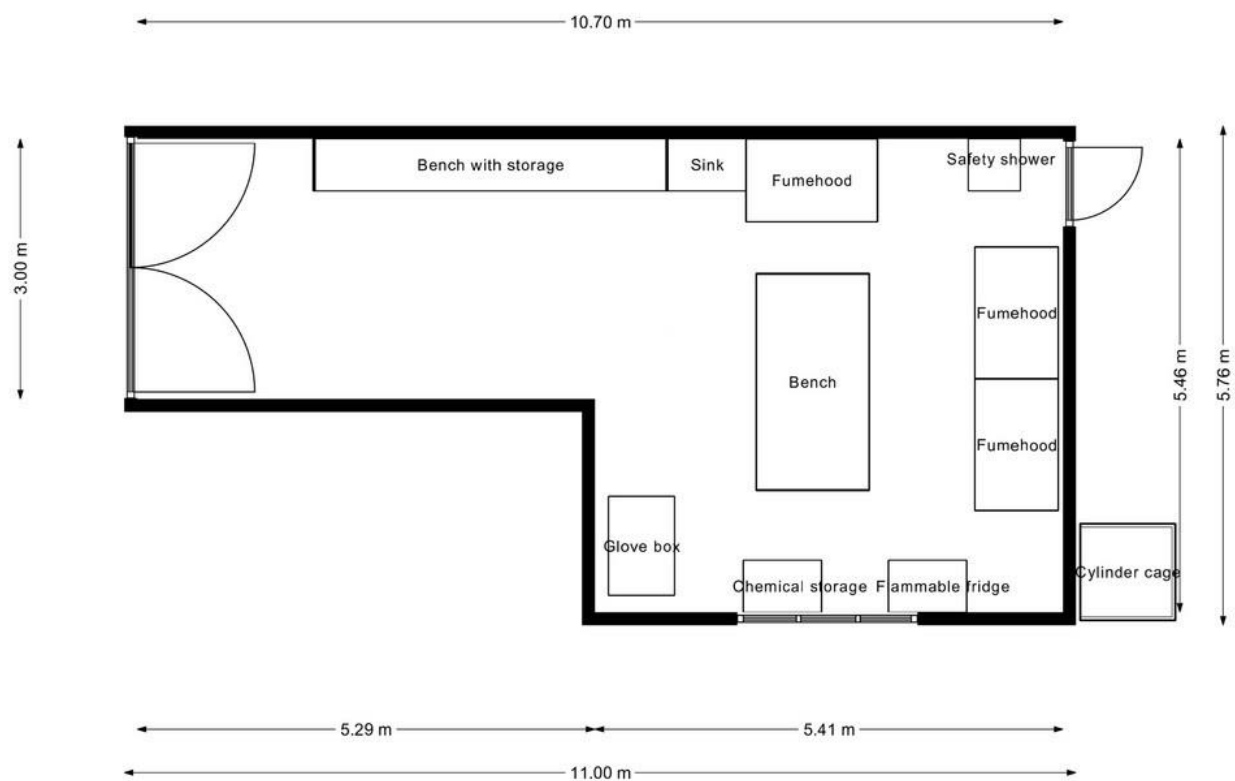 10.70 m
Bench with storage
Sink
Fumehood
Safety shower
3.00 m
Fumehood
5.46 m
5.76 m
Bench
Fumehood
Glove box
Chemical storage
Flammable fridge
Cylinder cage
5.29 m
5.41 m
11.00 m